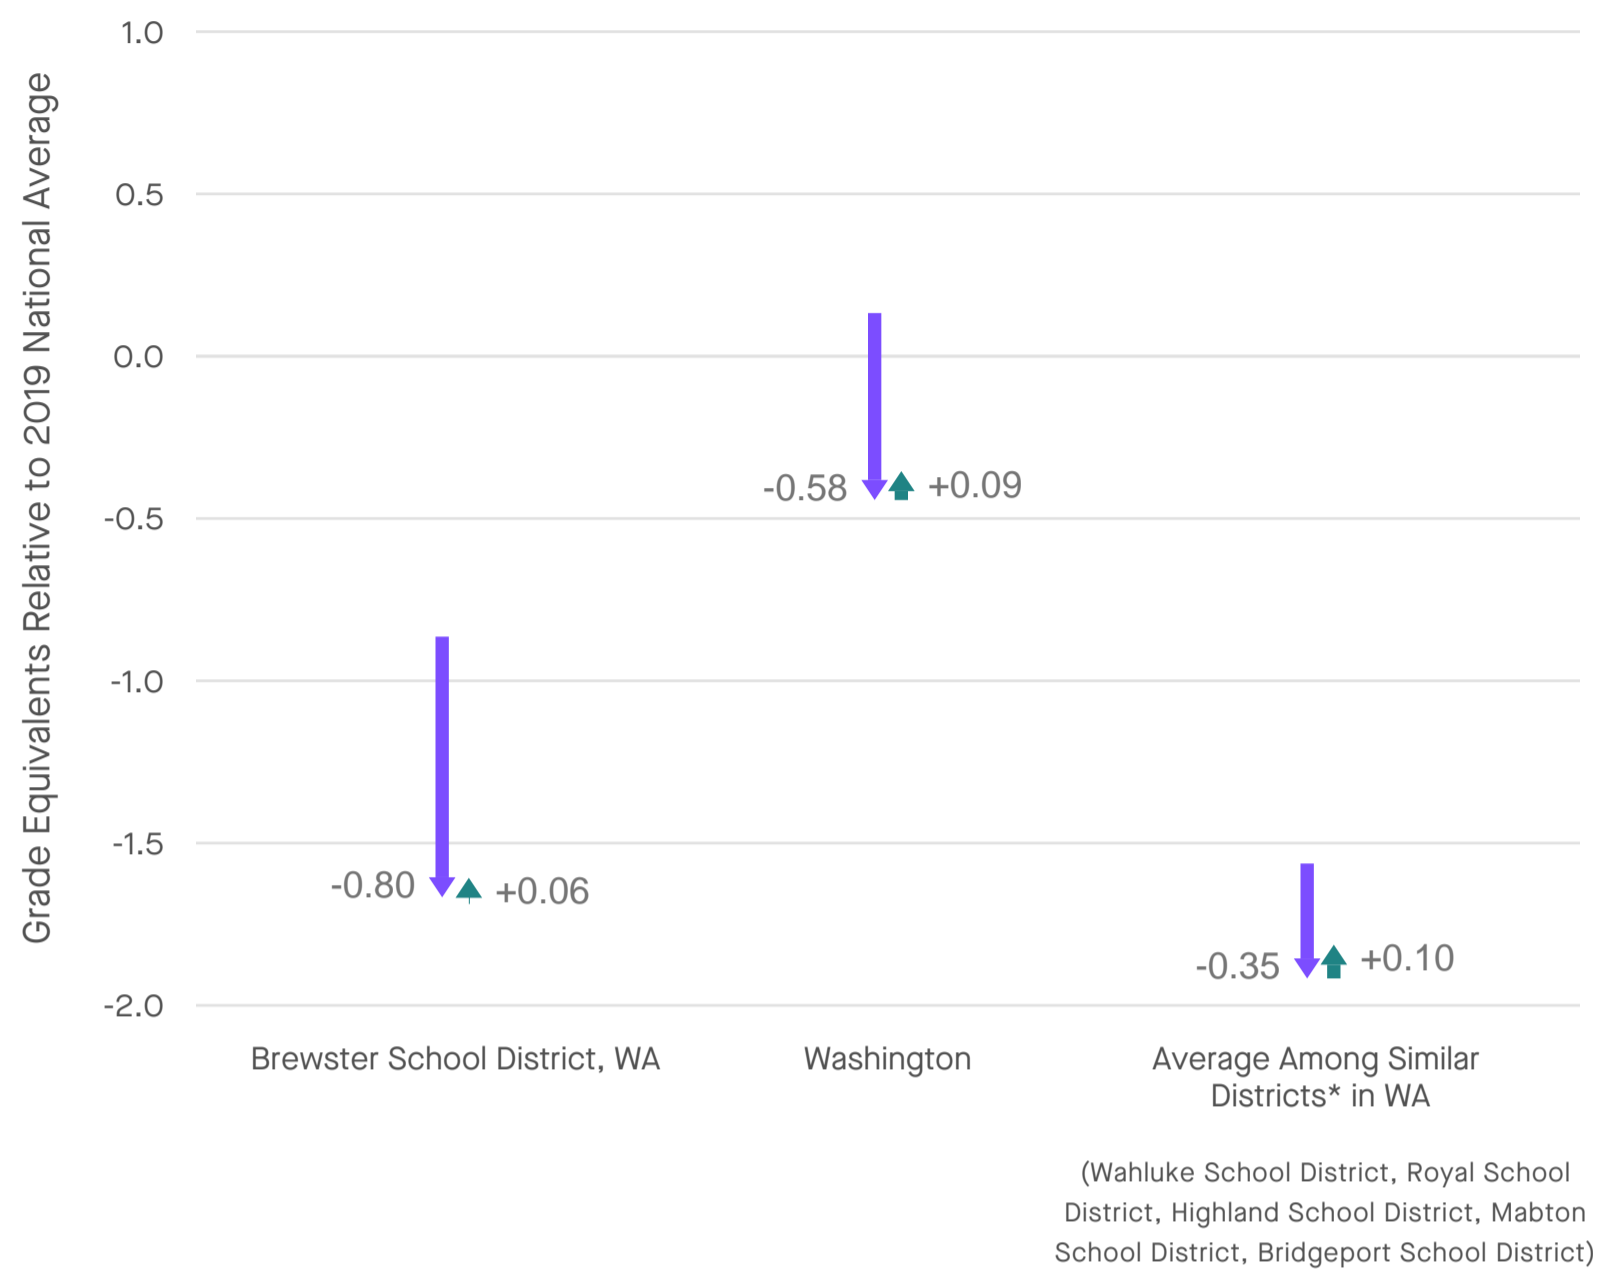 Grade Equivalents Relative to 2019 National Average
1.0
0.5
0.0
-0.5
-1.0
-1.5
-2.0
-0.58
+0.09
-0.80
+0.06
-0.35
+0.10
Brewster School District, WA
Washington
Average Among Similar
Districts* in WA
(Wahluke School District, Royal School
District, Highland School District, Mabton
School District, Bridgeport School District)